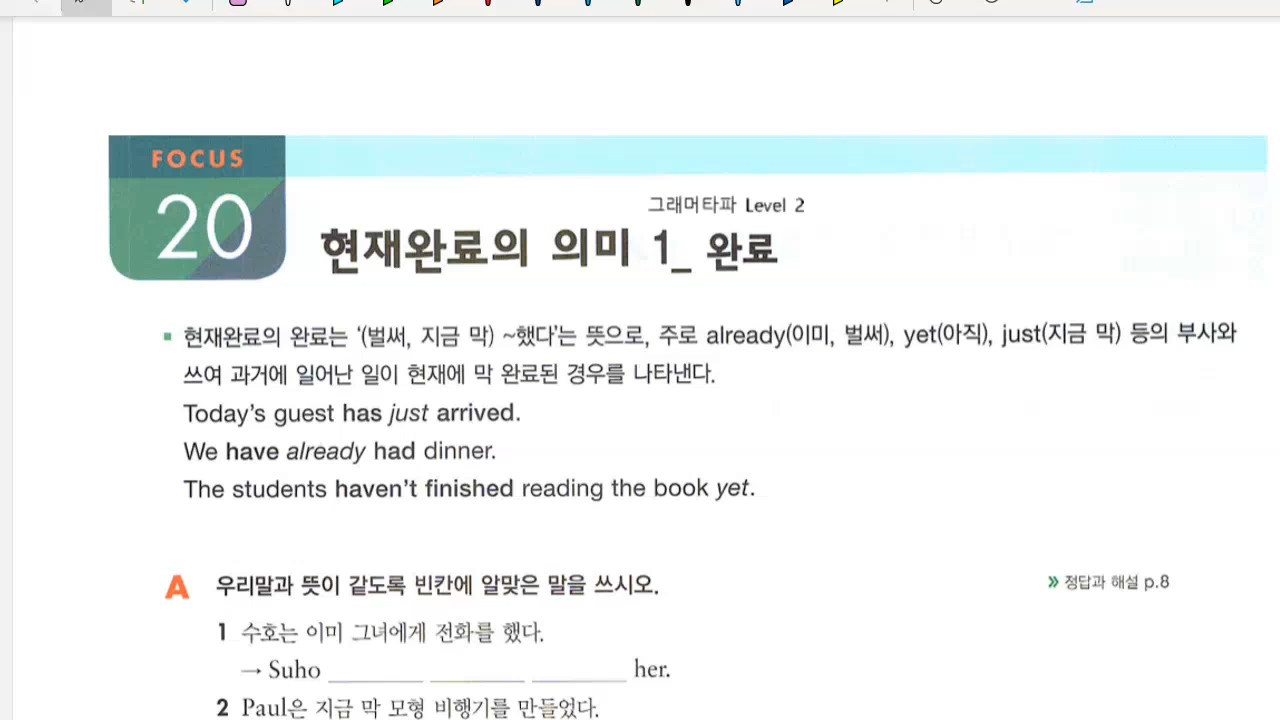 FOCUS
20
그래머타파 Level 2
현재완료의 의미 1_ 완료
현재완료의 완료는 ‘(벌써, 지금 막) ~했다’는 뜻으로, 주로 already(이미, 벌써), yet(아직), just(지금 막) 등의 부사와
쓰여 과거에 일어난 일이 현재에 막 완료된 경우를 나타낸다.
Today’s guest has just arrived.
We have already had dinner.
The students haven’t finished reading the book yet.
A 우리말과 뜻이 같도록 빈칸에 알맞은 말을 쓰시오.
» 정답과 해설 p.8
1 수호는 이미 그녀에게 전화를 했다.
→ Suho ________ ________ ________ her.
2 Paul은 지금 막 모형 비행기를 만들었다.